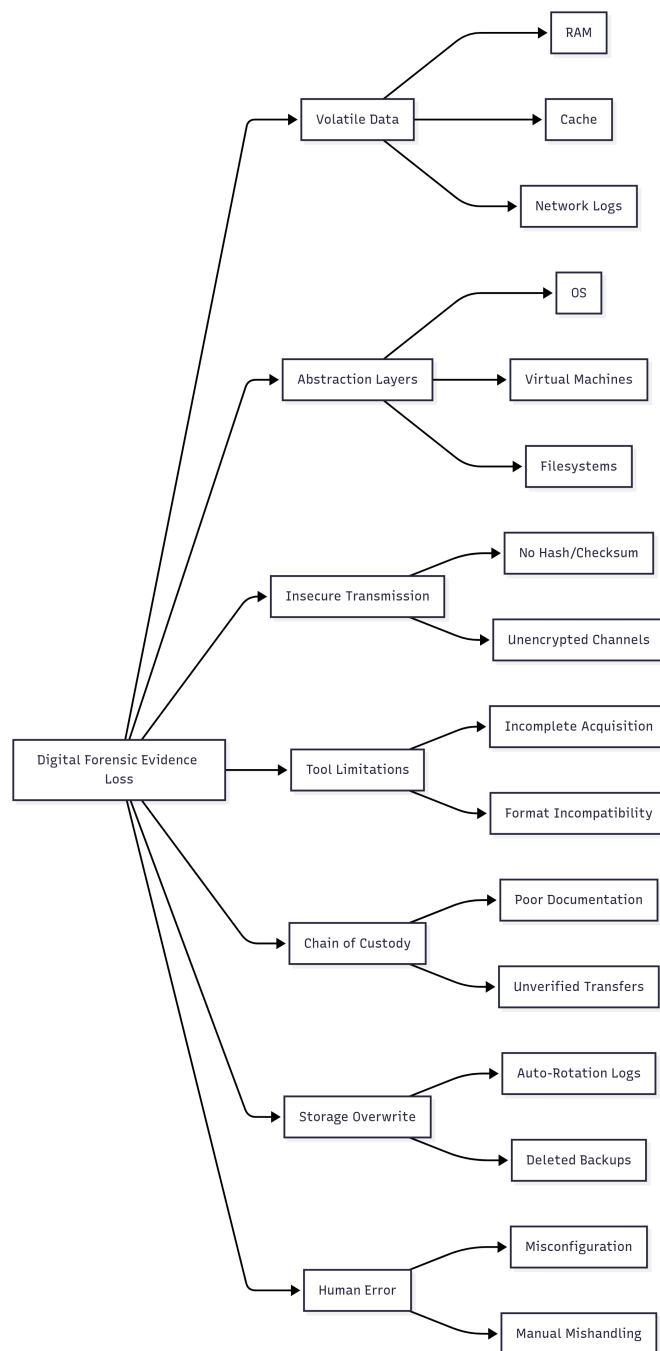 RAM
Volatile Data
Cache
Network Logs
OS
Abstraction Layers
Virtual Machines
Filesystems
No Hash/Checksum
Insecure Transmission
Unencrypted Channels
Incomplete Acquisition
Digital Forensic Evidence
Loss
Tool Limitations
Format Incompatibility
Poor Documentation
Chain of Custody
Unverified Transfers
Auto-Rotation Logs
Storage Overwrite
Deleted Backups
Misconfiguration
Human Error
Manual Mishandling